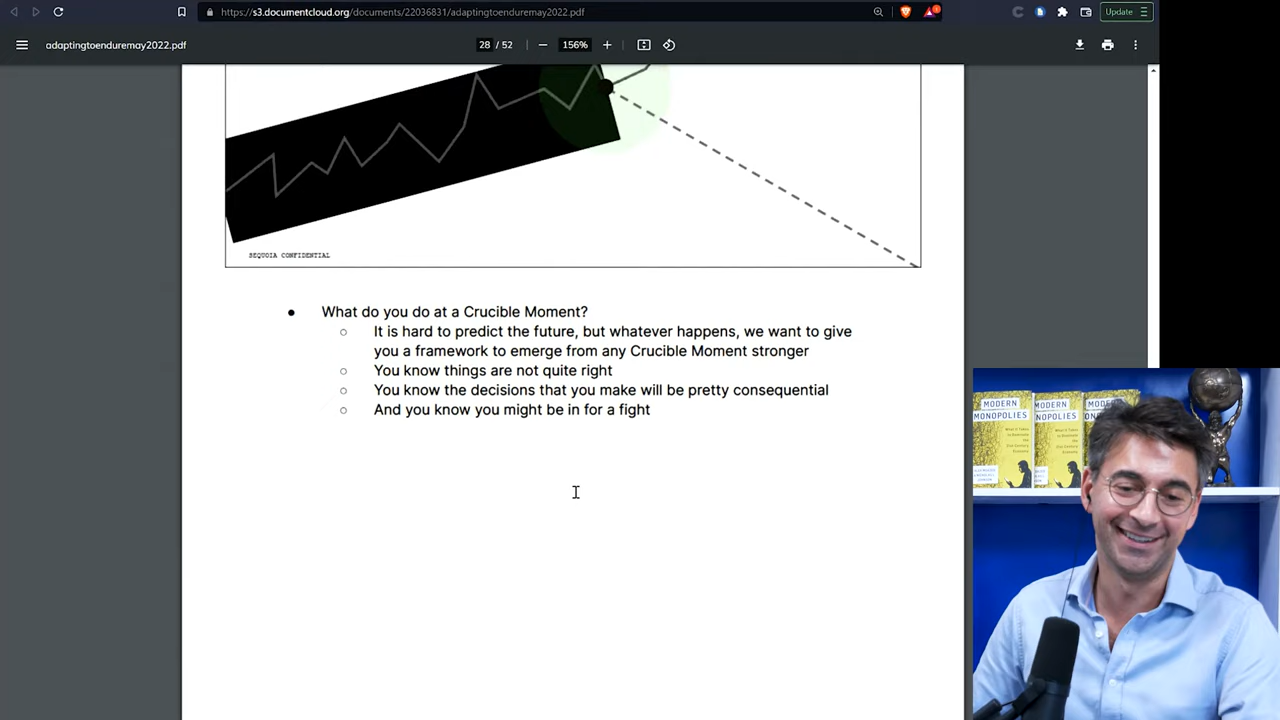 https://s3.documentcloud.org/documents/22036831/adaptingtoenduremay2022.pdf
Update
adaptingtoenduremay2022.pdf
28 / 52
156%
SEQUOIA CONFIDENTIAL
What do you do at a Crucible Moment?
It is hard to predict the future, but whatever happens, we want to give
you a framework to emerge from any Crucible Moment stronger
You know things are not quite right
You know the decisions that you make will be pretty consequential
And you know you might be in for a fight
MODERN
MONOPOLIES
MODERN
MONOPOLIES